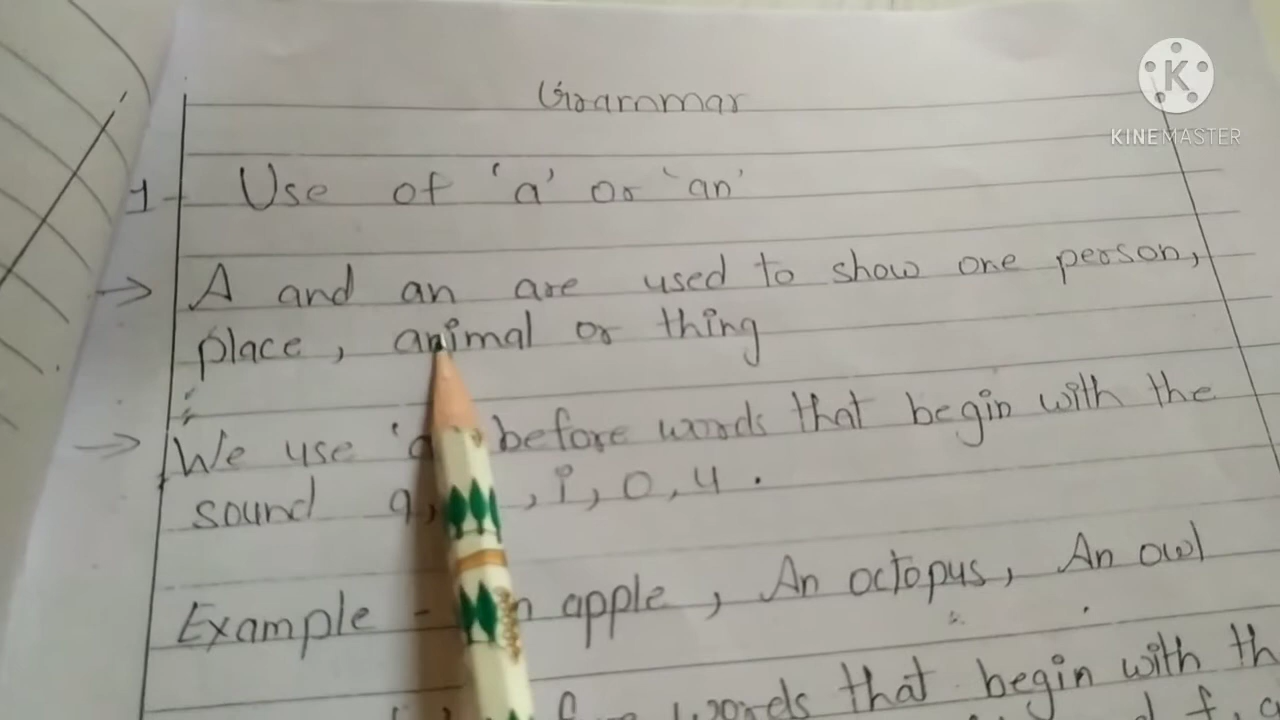 Grammar
KINEMASTER
1 Use of 'a' or 'an'
→ A and an are used to show one person,
place, animal or thing
→ We use before words that begin with the
sound a, , i, o, u.
Example - apple, An octopus, An owl
words that begin with th